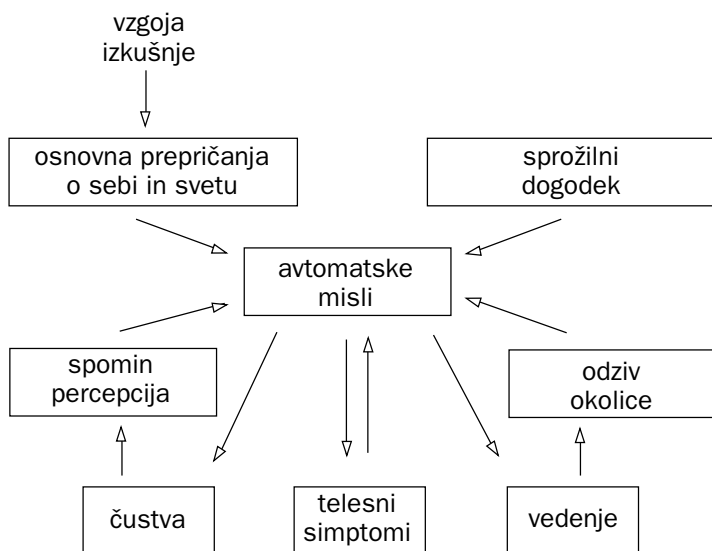 vzgoja
izkušnje
osnovna prepričanja
o sebi in svetu
sprožilni
dogodek
avtomatske
misli
spomin
percepcija
odziv
okolice
čustva
telesni
simptomi
vedenje